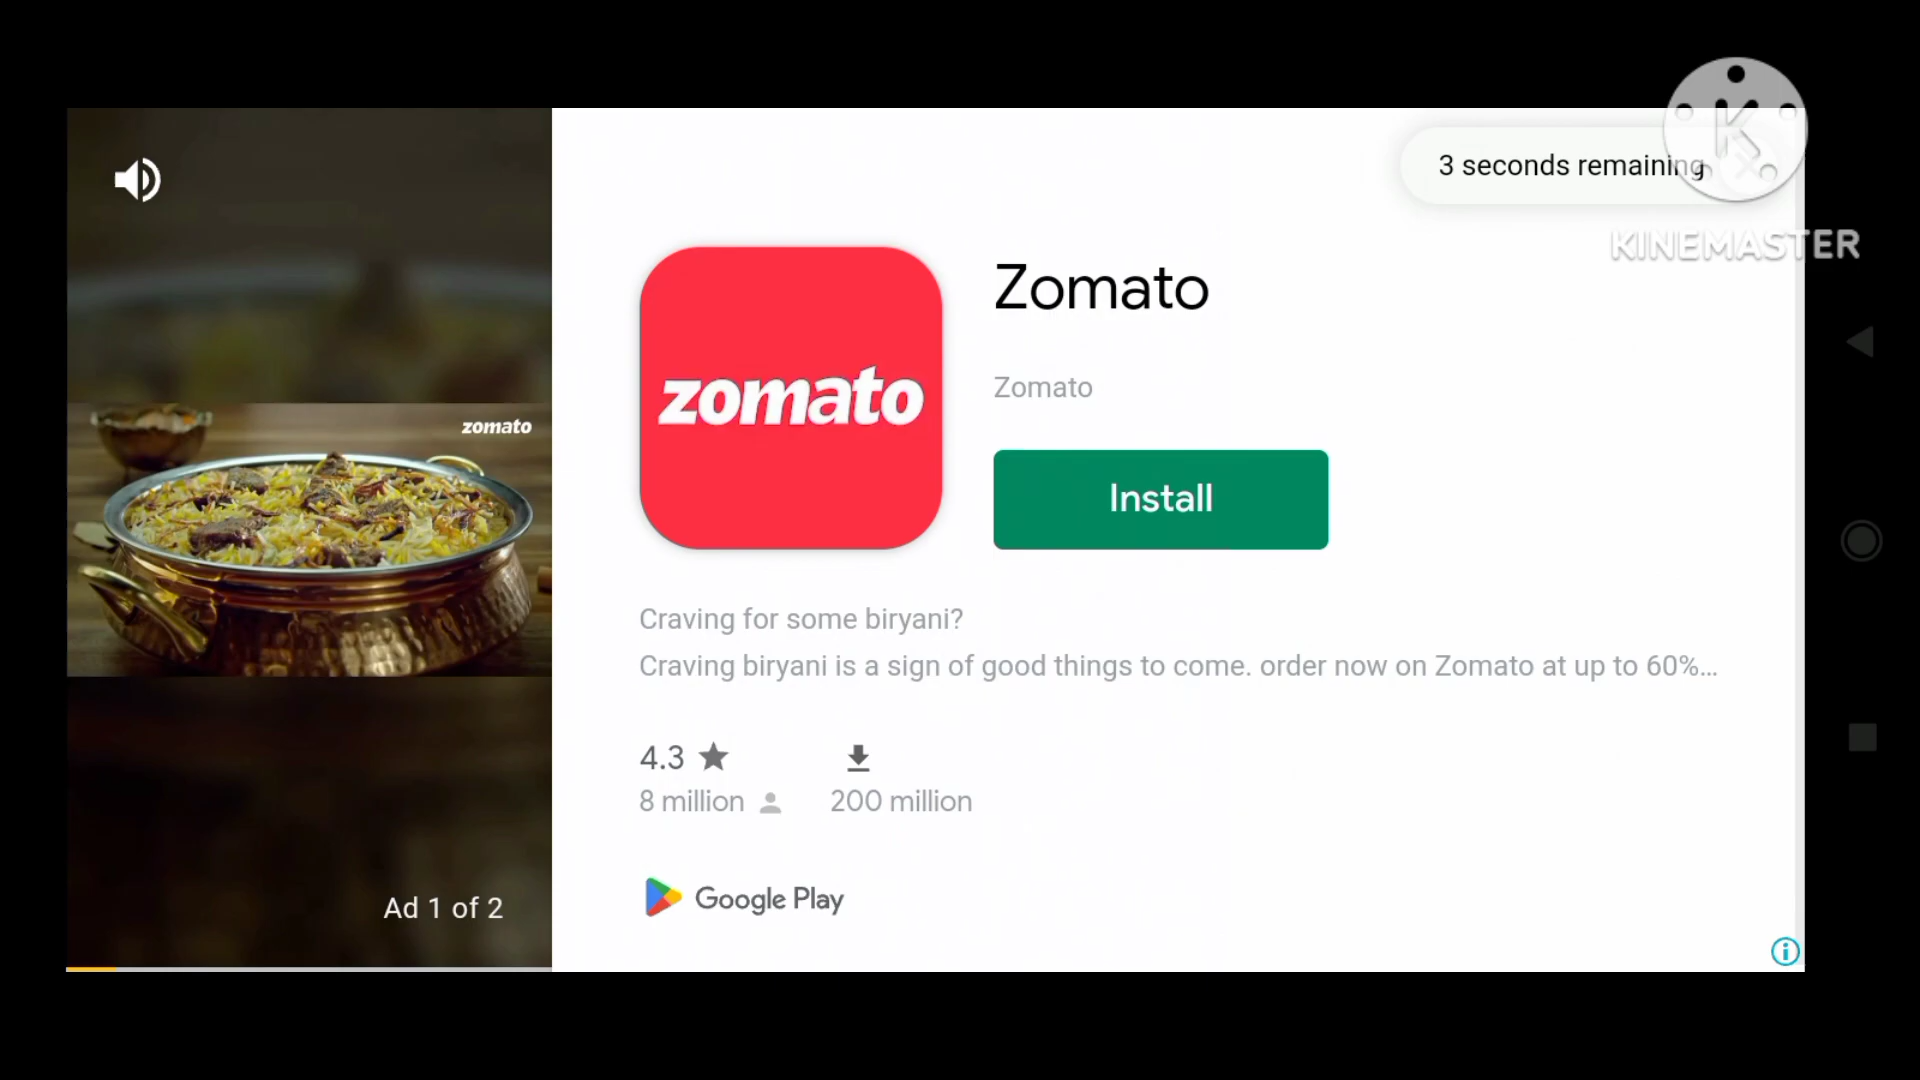 3 seconds remaining
KINEMASTER
Zomato
zomato
Zomato
Install
zomato
Craving for some biryani?
Craving biryani is a sign of good things to come. order now on Zomato at up to 60%...
4.3
8 million
200 million
Ad 1 of 2
Google Play